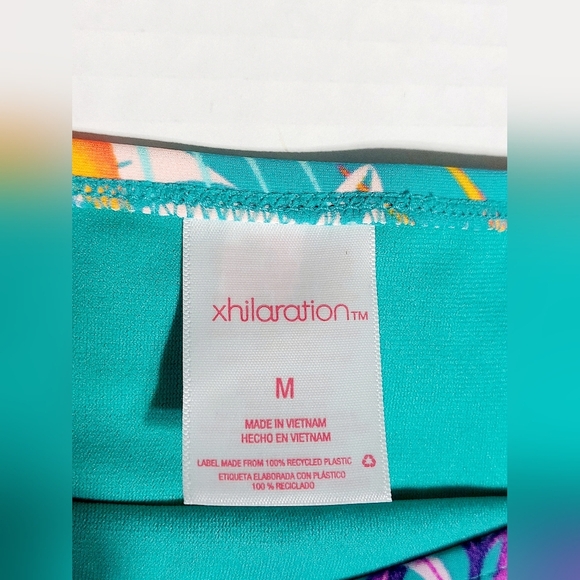 xhilaration™
M
MADE IN VIETNAM
HECHO EN VIETNAM
LABEL MADE FROM 100% RECYCLED PLASTIC
ETIQUETA ELABORADA CON PLÁSTICO
100 % RECICLADO